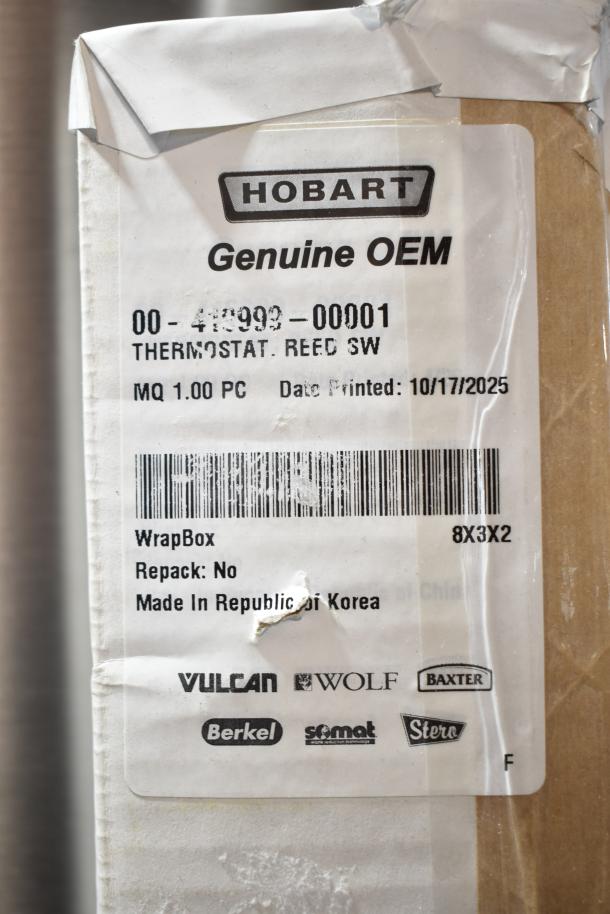 HOBART
Genuine OEM
-00001
THERMOSTAT. REED SW
MQ 1.00 PC Date Printed: 10/17/2025
WrapBox 8X3X2
Repack: No
Made In Republic of Korea
VULCAN WOLF BAXTER
Berkel somat Stero
F